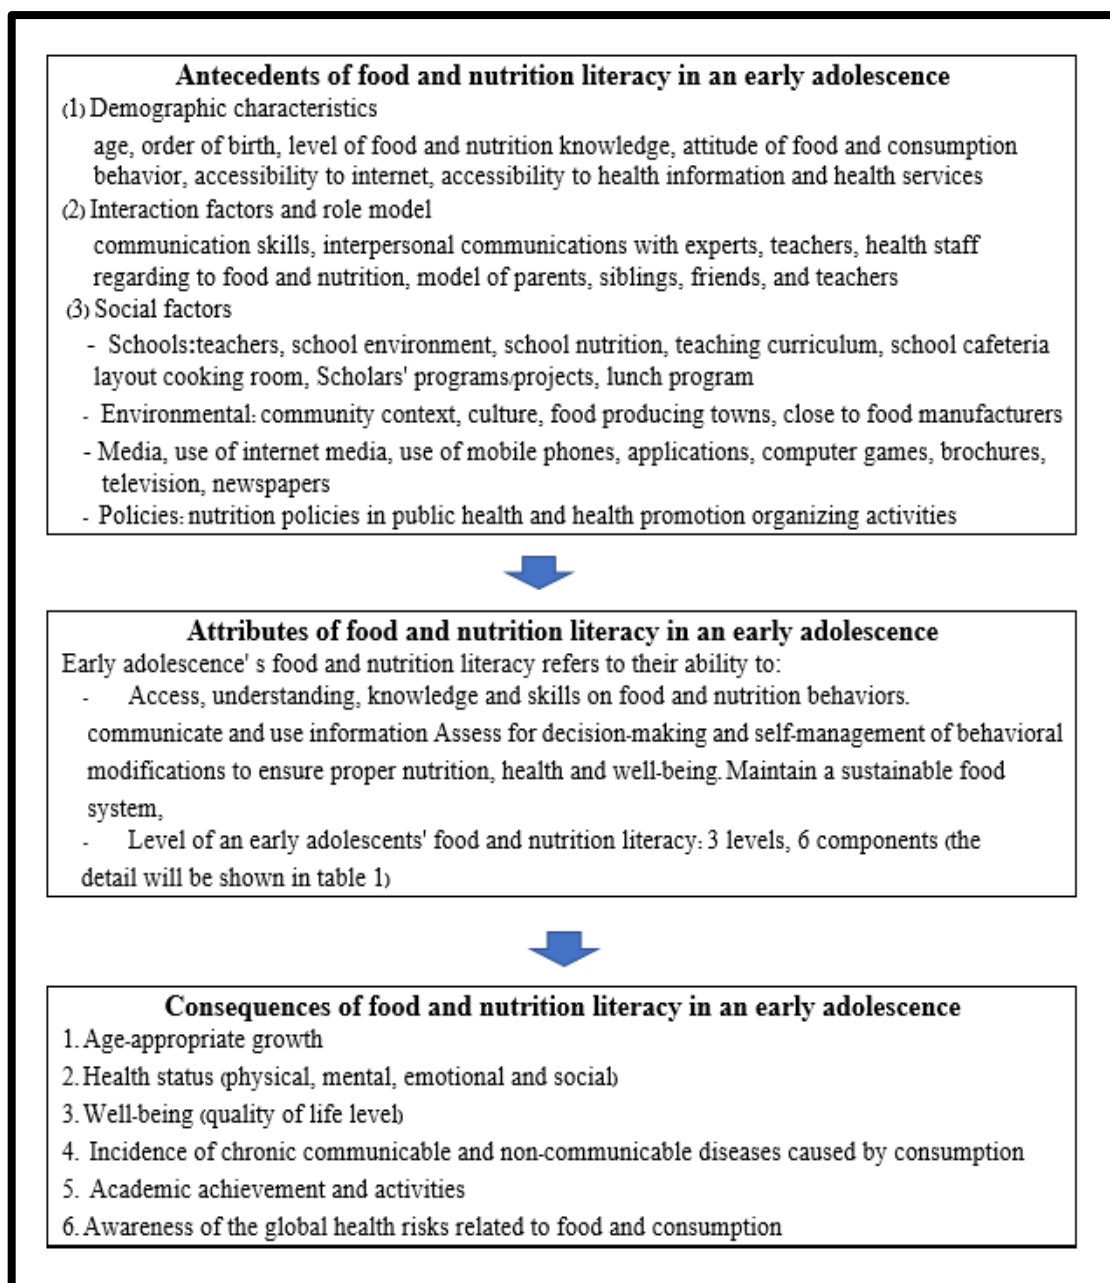 Antecedents of food and nutrition literacy in an early adolescence
(1) Demographic characteristics
age, order of birth, level of food and nutrition knowledge, attitude of food and consumption
behavior, accessibility to internet, accessibility to health information and health services
(2) Interaction factors and role model
communication skills, interpersonal communications with experts, teachers, health staff
regarding to food and nutrition, model of parents, siblings, friends, and teachers
(3) Social factors
- Schools:teachers, school environment, school nutrition, teaching curriculum, school cafeteria
layout cooking room, Scholars' programs/projects, lunch program
- Environmental: community context, culture, food producing towns, close to food manufacturers
- Media, use of internet media, use of mobile phones, applications, computer games, brochures,
television, newspapers
- Policies: nutrition policies in public health and health promotion organizing activities
Attributes of food and nutrition literacy in an early adolescence
Early adolescence' s food and nutrition literacy refers to their ability to:
- Access, understanding, knowledge and skills on food and nutrition behaviors.
communicate and use information Assess for decision-making and self-management of behavioral
modifications to ensure proper nutrition, health and well-being. Maintain a sustainable food
system,
- Level of an early adolescents' food and nutrition literacy: 3 levels, 6 components (the
detail will be shown in table 1)
Consequences of food and nutrition literacy in an early adolescence
1. Age-appropriate growth
2. Health status (physical, mental, emotional and social)
3. Well-being (quality of life level)
4. Incidence of chronic communicable and non-communicable diseases caused by consumption
5. Academic achievement and activities
6. Awareness of the global health risks related to food and consumption